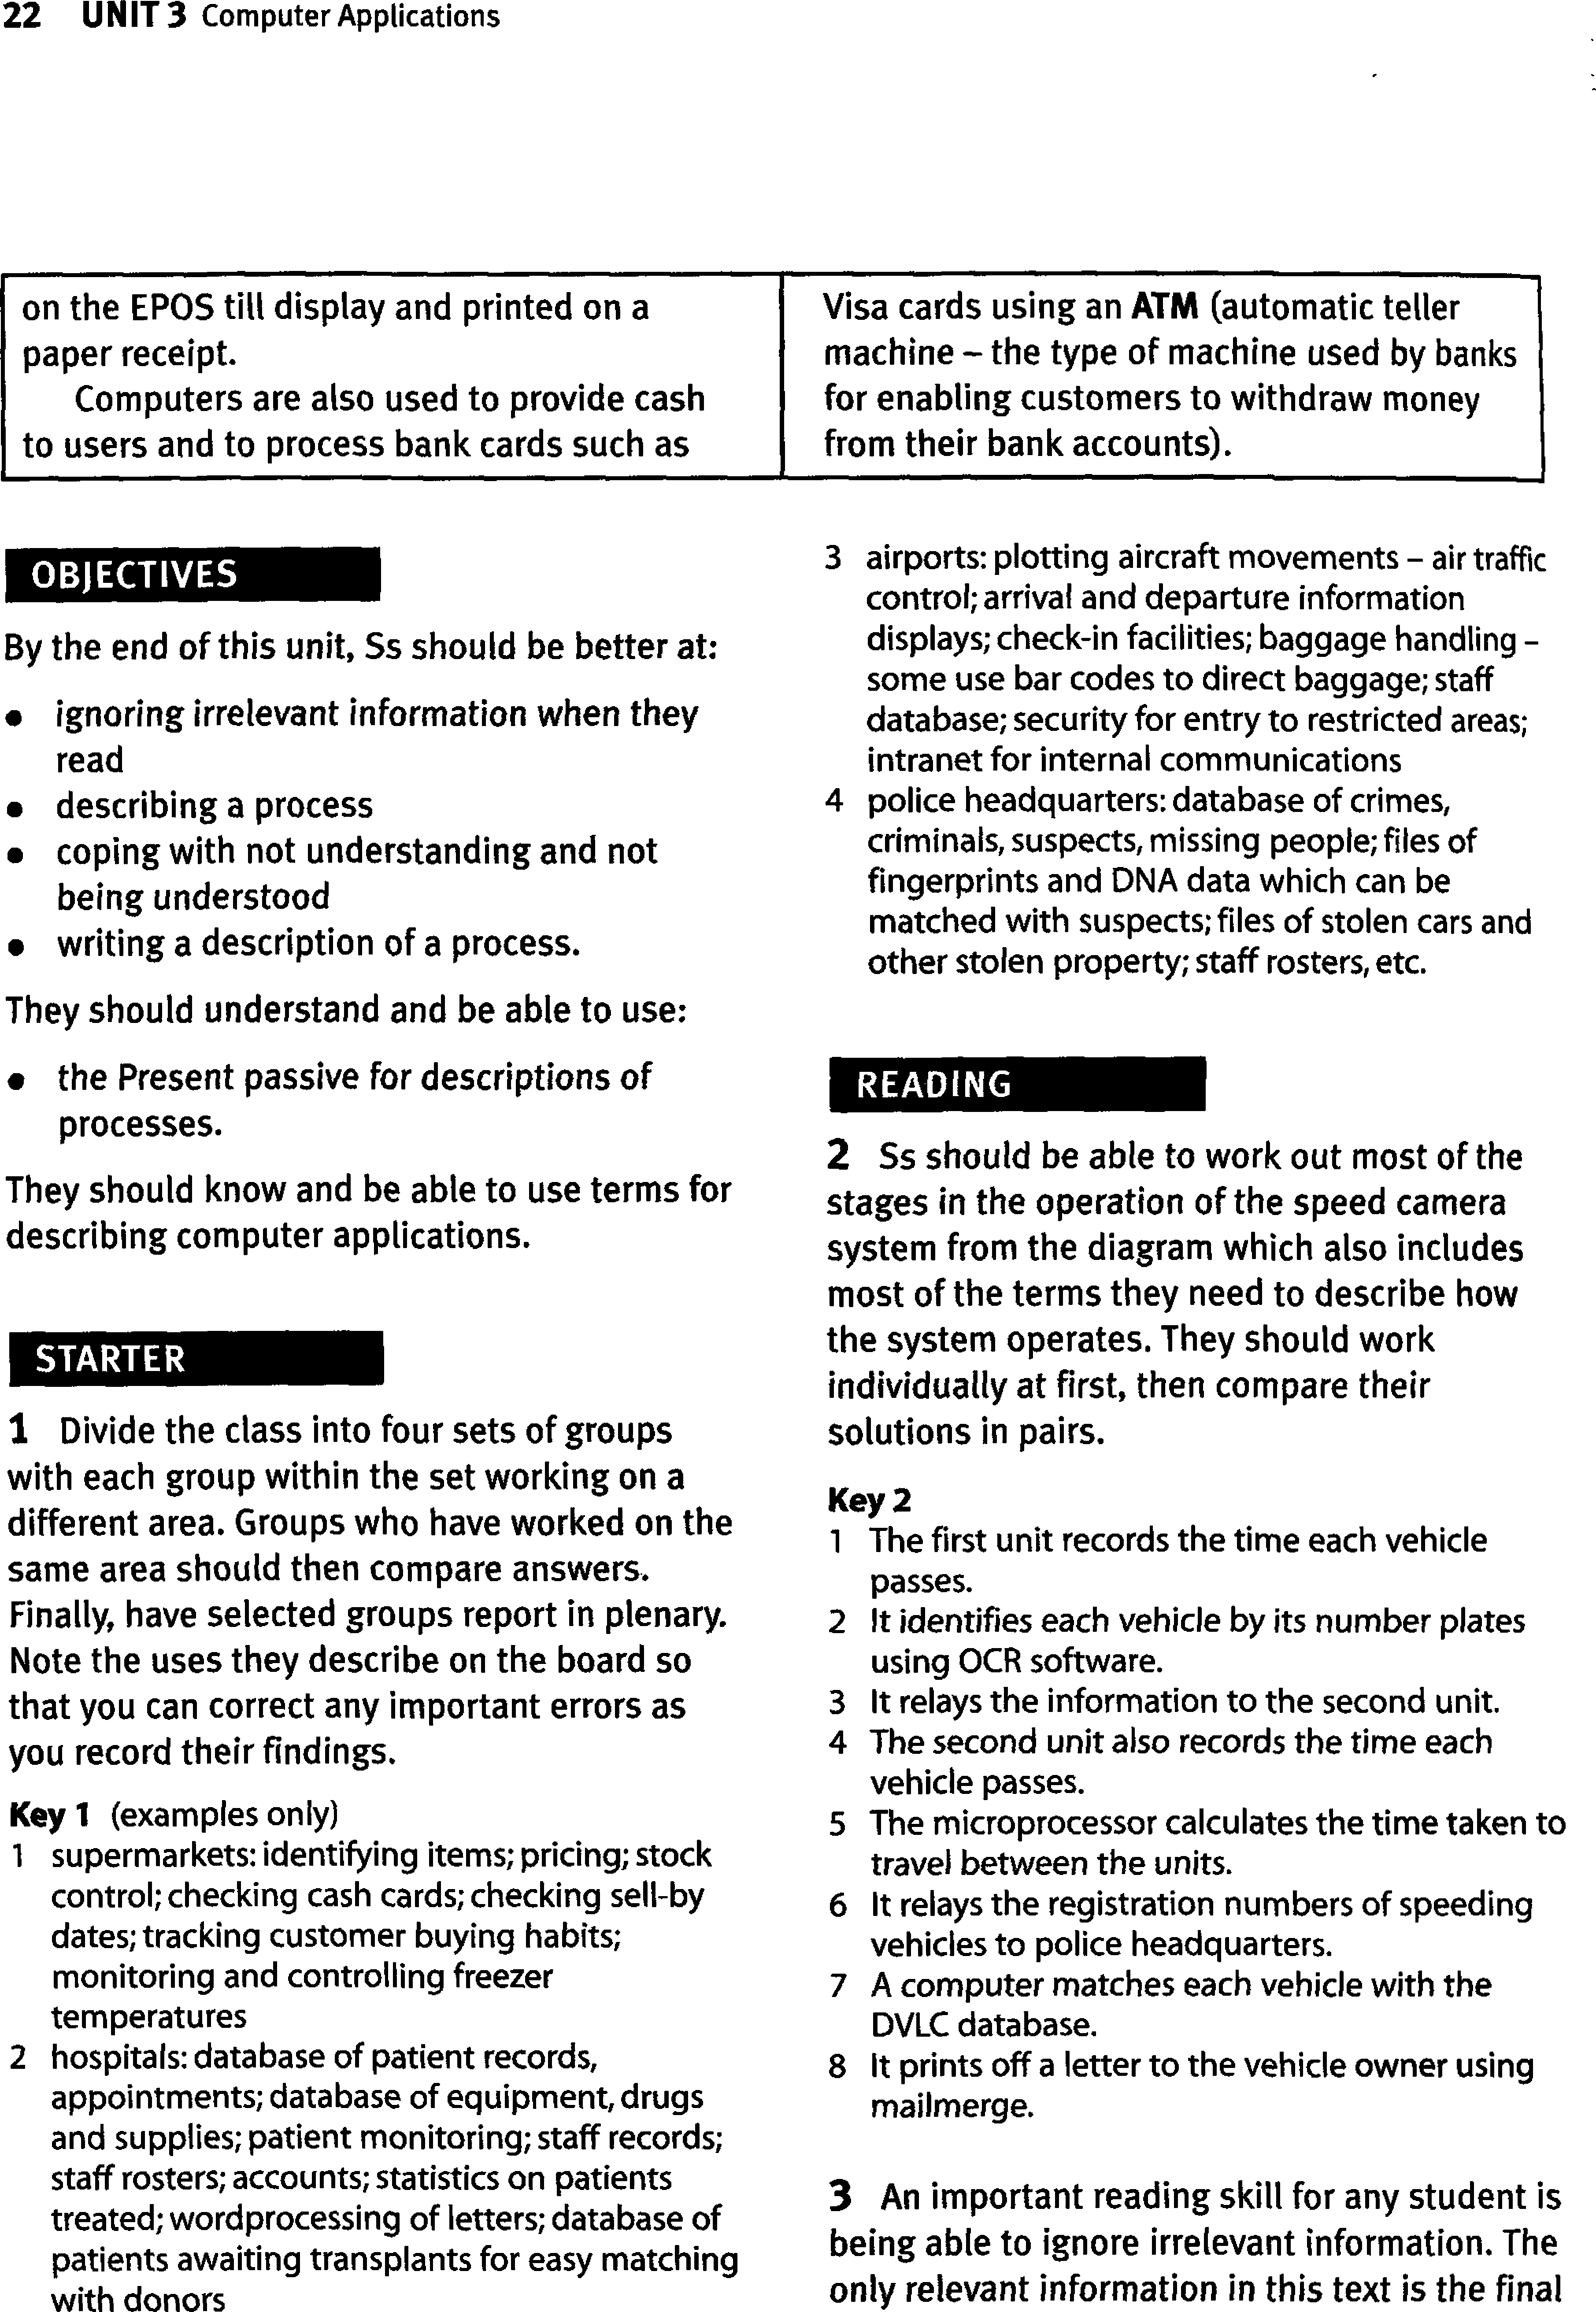 22 UNIT 3 Computer Applications
on the EPOS till display and printed on a
paper receipt.
Computers are also used to provide cash
to users and to process bank cards such as
Visa cards using an ATM (automatic teller
machine – the type of machine used by banks
for enabling customers to withdraw money
from their bank accounts).
OBJECTIVES
By the end of this unit, Ss should be better at:
• ignoring irrelevant information when they
read
• describing a process
• coping with not understanding and not
being understood
• writing a description of a process.
They should understand and be able to use:
• the Present passive for descriptions of
processes.
They should know and be able to use terms for
describing computer applications.
STARTER
1 Divide the class into four sets of groups
with each group within the set working on a
different area. Groups who have worked on the
same area should then compare answers.
Finally, have selected groups report in plenary.
Note the uses they describe on the board so
that you can correct any important errors as
you record their findings.
Key 1 (examples only)
1 supermarkets: identifying items; pricing; stock
control; checking cash cards; checking sell-by
dates; tracking customer buying habits;
monitoring and controlling freezer
temperatures
2 hospitals: database of patient records,
appointments; database of equipment, drugs
and supplies; patient monitoring; staff records;
staff rosters; accounts; statistics on patients
treated; wordprocessing of letters; database of
patients awaiting transplants for easy matching
with donors
3 airports: plotting aircraft movements – air traffic
control; arrival and departure information
displays; check-in facilities; baggage handling –
some use bar codes to direct baggage; staff
database; security for entry to restricted areas;
intranet for internal communications
4 police headquarters: database of crimes,
criminals, suspects, missing people; files of
fingerprints and DNA data which can be
matched with suspects; files of stolen cars and
other stolen property; staff rosters, etc.
READING
2 Ss should be able to work out most of the
stages in the operation of the speed camera
system from the diagram which also includes
most of the terms they need to describe how
the system operates. They should work
individually at first, then compare their
solutions in pairs.
Key 2
1 The first unit records the time each vehicle
passes.
2 It identifies each vehicle by its number plates
using OCR software.
3 It relays the information to the second unit.
4 The second unit also records the time each
vehicle passes.
5 The microprocessor calculates the time taken to
travel between the units.
6 It relays the registration numbers of speeding
vehicles to police headquarters.
7 A computer matches each vehicle with the
DVLC database.
8 It prints off a letter to the vehicle owner using
mailmerge.
3 An important reading skill for any student is
being able to ignore irrelevant information. The
only relevant information in this text is the final